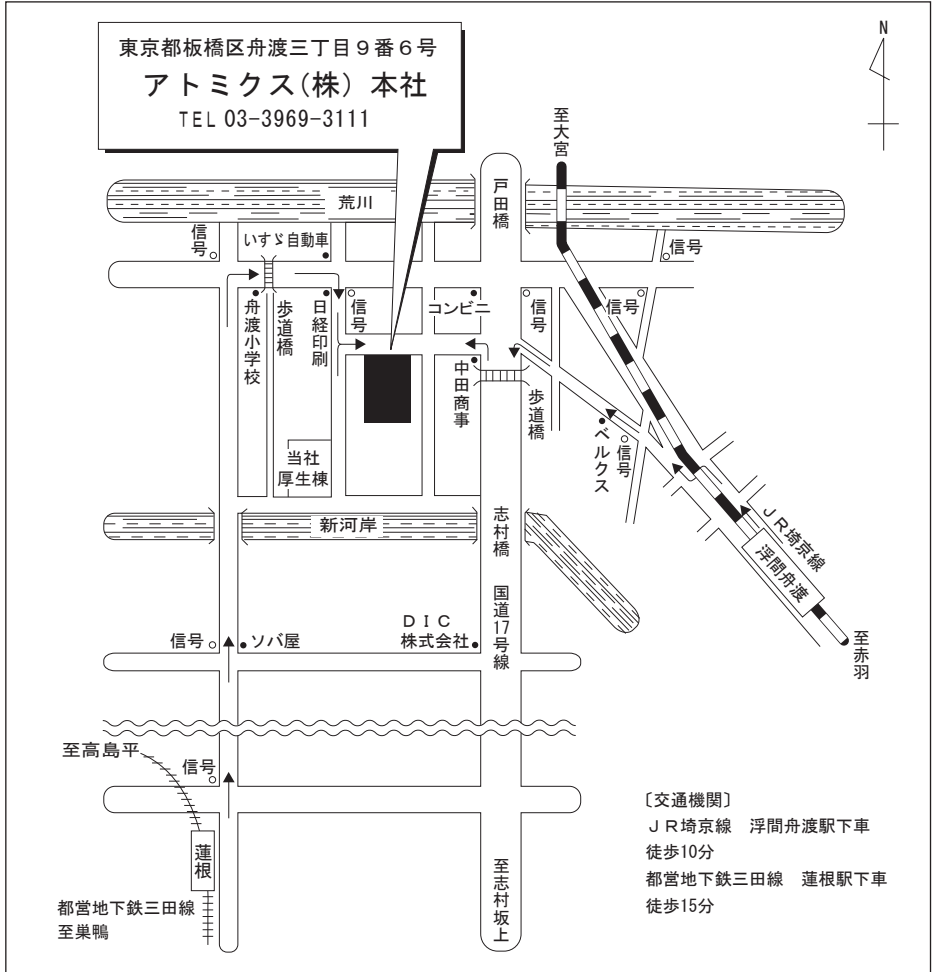 東京都板橋区舟渡三丁目9番6号
アトミクス(株) 本社
TEL 03-3969-3111
N
至大宮
戸田橋
荒川
信号
いすゞ自動車
信号
舟渡小学校
歩道橋
日経印刷
信号
コンビニ
信号
信号
中田商事
歩道橋
ベルクス
信号
当社
厚生棟
新河岸
志村橋
JR埼京線
浮間舟渡
国道17号線
DIC
株式会社
信号
ソバ屋
至赤羽
至高島平
信号
蓮根
都営地下鉄三田線
至巣鴨
至志村坂上
〔交通機関〕
JR埼京線 浮間舟渡駅下車
徒歩10分
都営地下鉄三田線 蓮根駅下車
徒歩15分